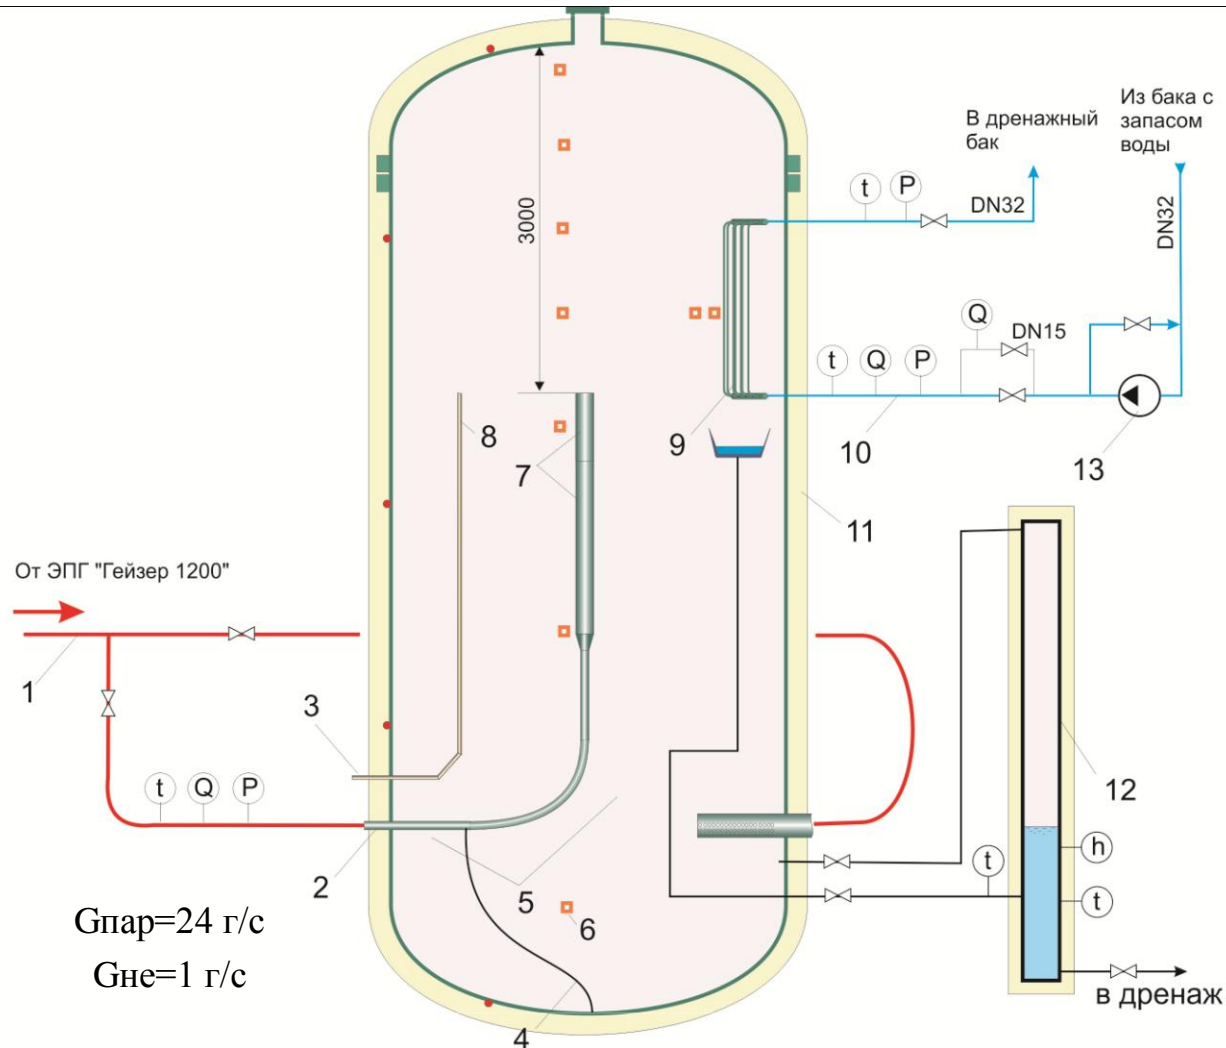 В дренажный
бак
Из бака с
запасом
воды
t
P
DN32
DN32
3000
Q
DN15
t
Q
P
8
7
9
10
13
11
От ЭПГ "Гейзер 1200"
1
3
12
t
Q
P
h
t
t
2
5
6
Gпар=24 г/с
Gне=1 г/с
4
в дренаж